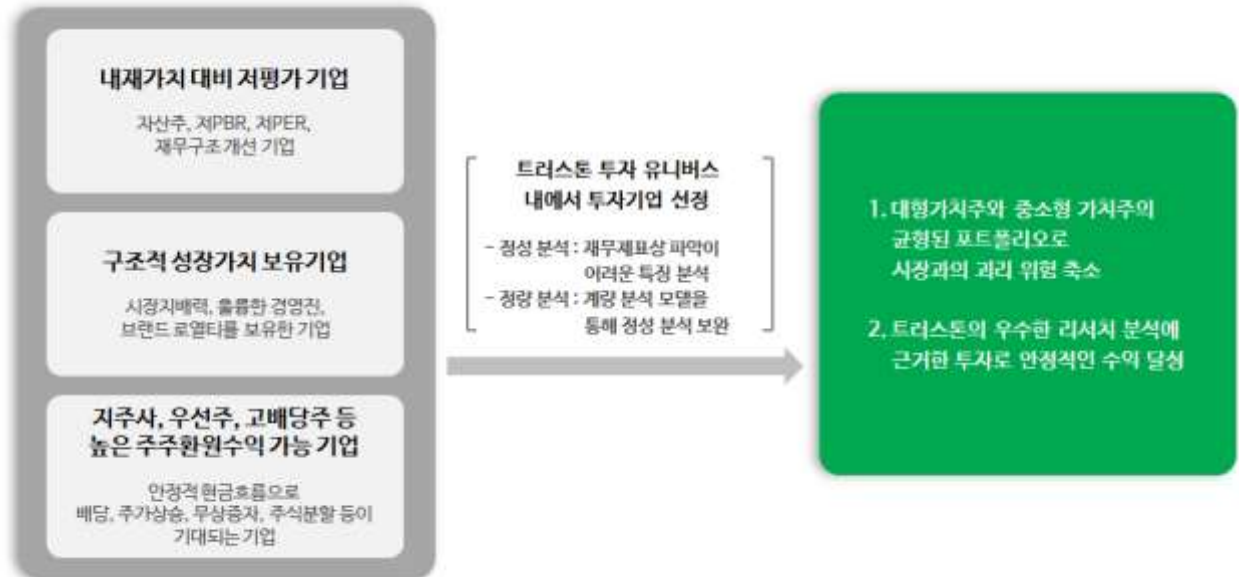 내재가치 대비 저평가 기업
자산주, 저PBR, 저PER,
재무구조 개선 기업
구조적 성장가치 보유기업
시장지배력, 훌륭한 경영진,
브랜드 로열티를 보유한 기업
지주사, 우선주, 고배당주 등
높은 주주환원수익 가능 기업
안정적 현금흐름으로
배당, 주가상승, 무상증자, 주식분할 등이
기대되는 기업
트러스톤 투자 유니버스
내에서 투자기업 선정
- 정성 분석 : 재무제표상 파악이
어려운 특징 분석
- 정량 분석 : 계량 분석 모델을
통해 정성 분석 보완
1. 대형가치주와 중소형 가치주의
균형된 포트폴리오로
시장과의 괴리 위험 축소
2. 트러스톤의 우수한 리서치 분석에
근거한 투자로 안정적인 수익 달성